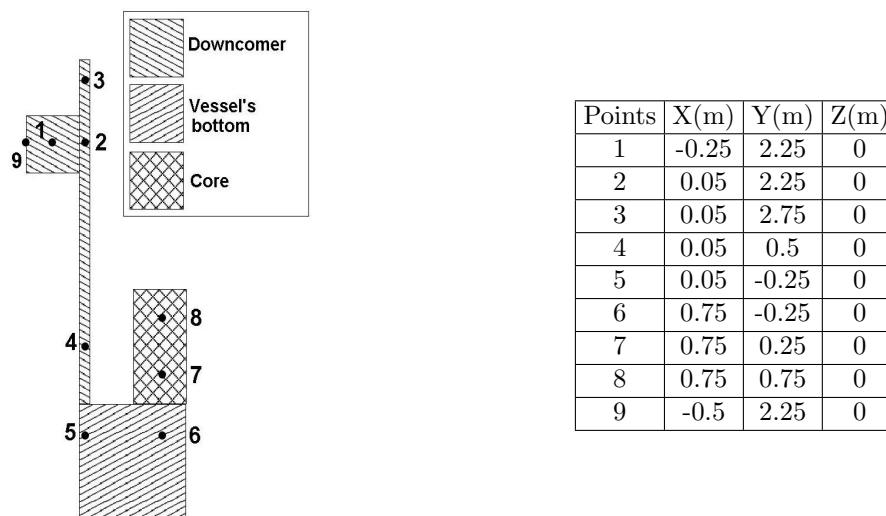 Downcomer
Vessel's
bottom
Core
3
1
2
9
8
4
7
5
6
Points X(m) Y(m) Z(m)
1 -0.25 2.25 0
2 0.05 2.25 0
3 0.05 2.75 0
4 0.05 0.5 0
5 0.05 -0.25 0
6 0.75 -0.25 0
7 0.75 0.25 0
8 0.75 0.75 0
9 -0.5 2.25 0